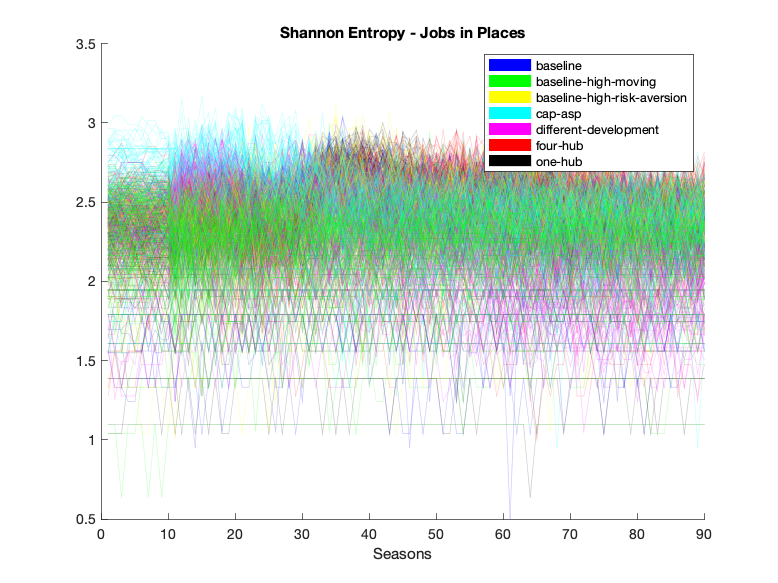 Shannon Entropy - Jobs in Places
3.5
3
2.5
2
1.5
1
0.5
baseline
baseline-high-moving
baseline-high-risk-aversion
cap-asp
different-development
four-hub
one-hub
0 10 20 30 40 50 60 70 80 90
Seasons